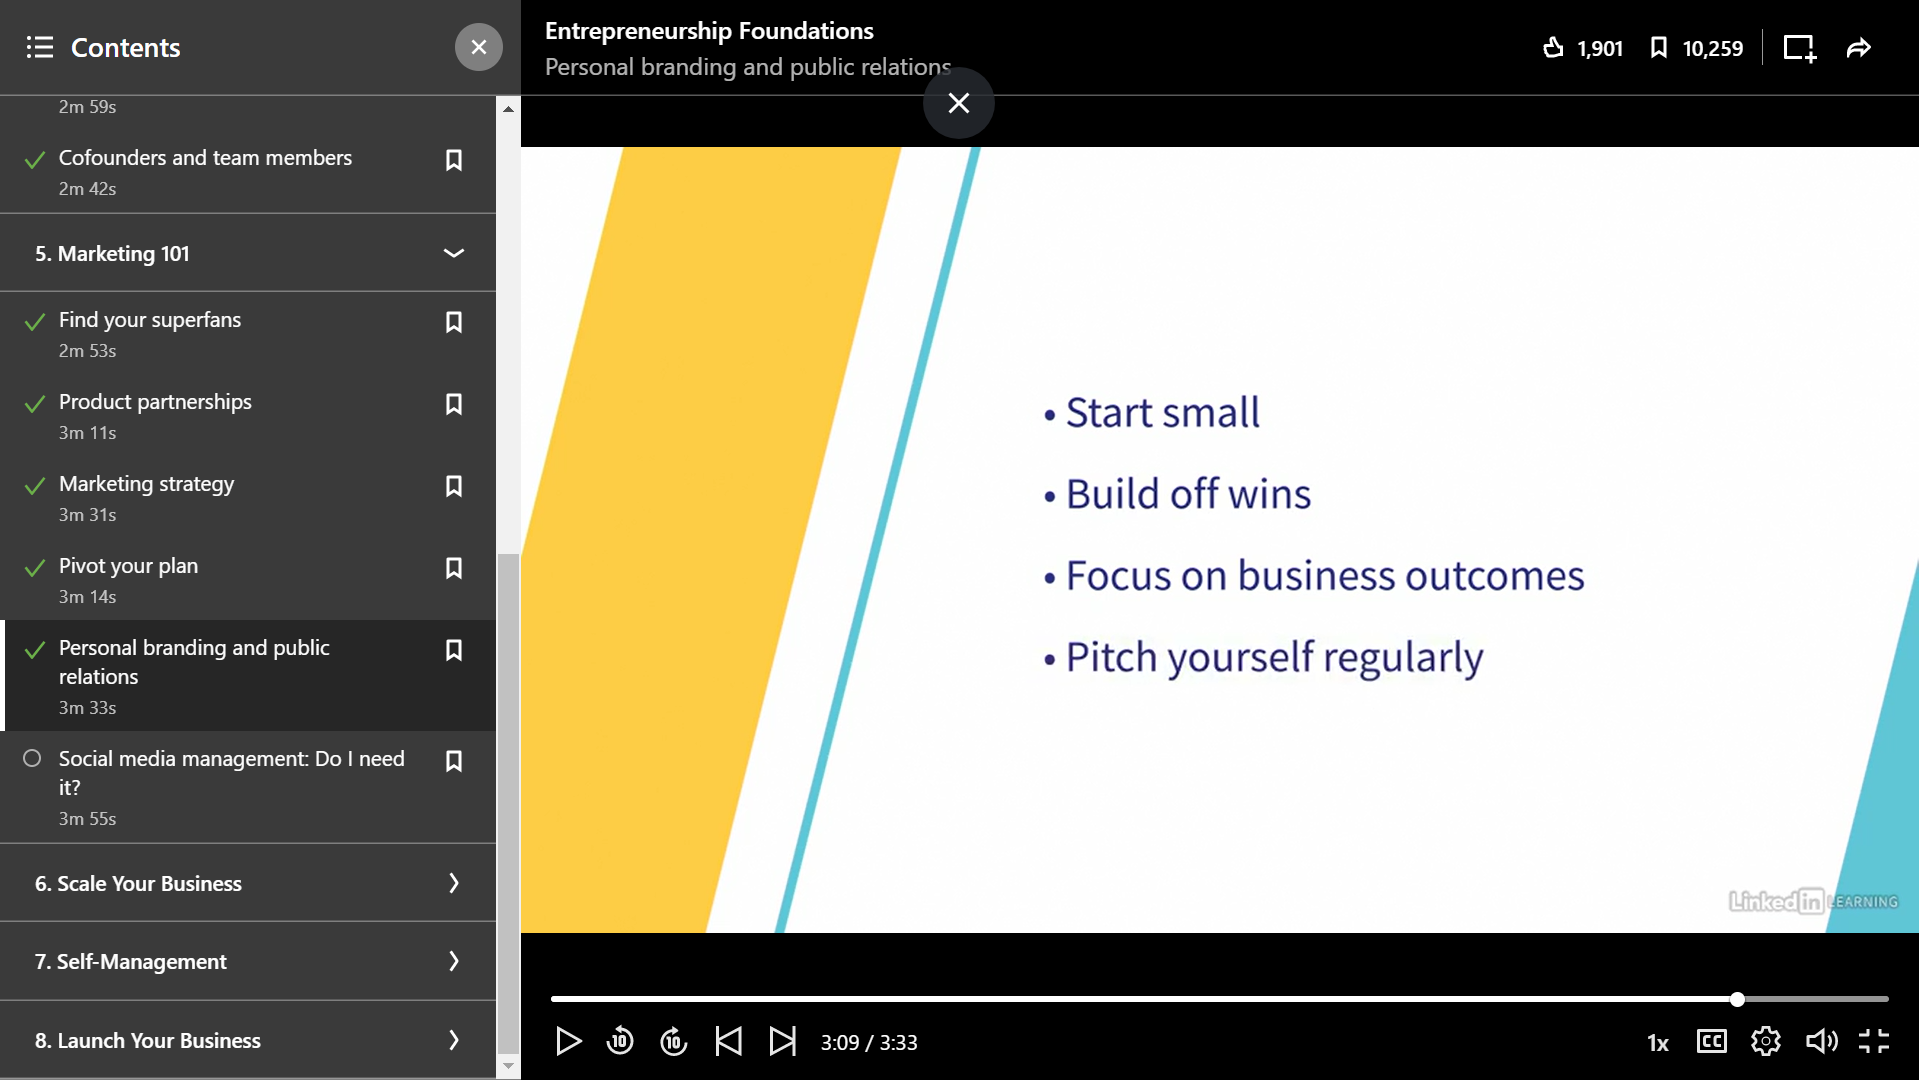 Contents
2m 59s
Cofounders and team members
2m 42s
5. Marketing 101
Find your superfans
2m 53s
Product partnerships
3m 11s
Marketing strategy
3m 31s
Pivot your plan
3m 14s
Personal branding and public
relations
3m 33s
Social media management: Do I need
it?
3m 55s
6. Scale Your Business
7. Self-Management
8. Launch Your Business
Entrepreneurship Foundations
Personal branding and public relations
1,901
10,259
• Start small
• Build off wins
• Focus on business outcomes
• Pitch yourself regularly
LinkedIn LEARNING
10
10
3:09 / 3:33
1x
CC